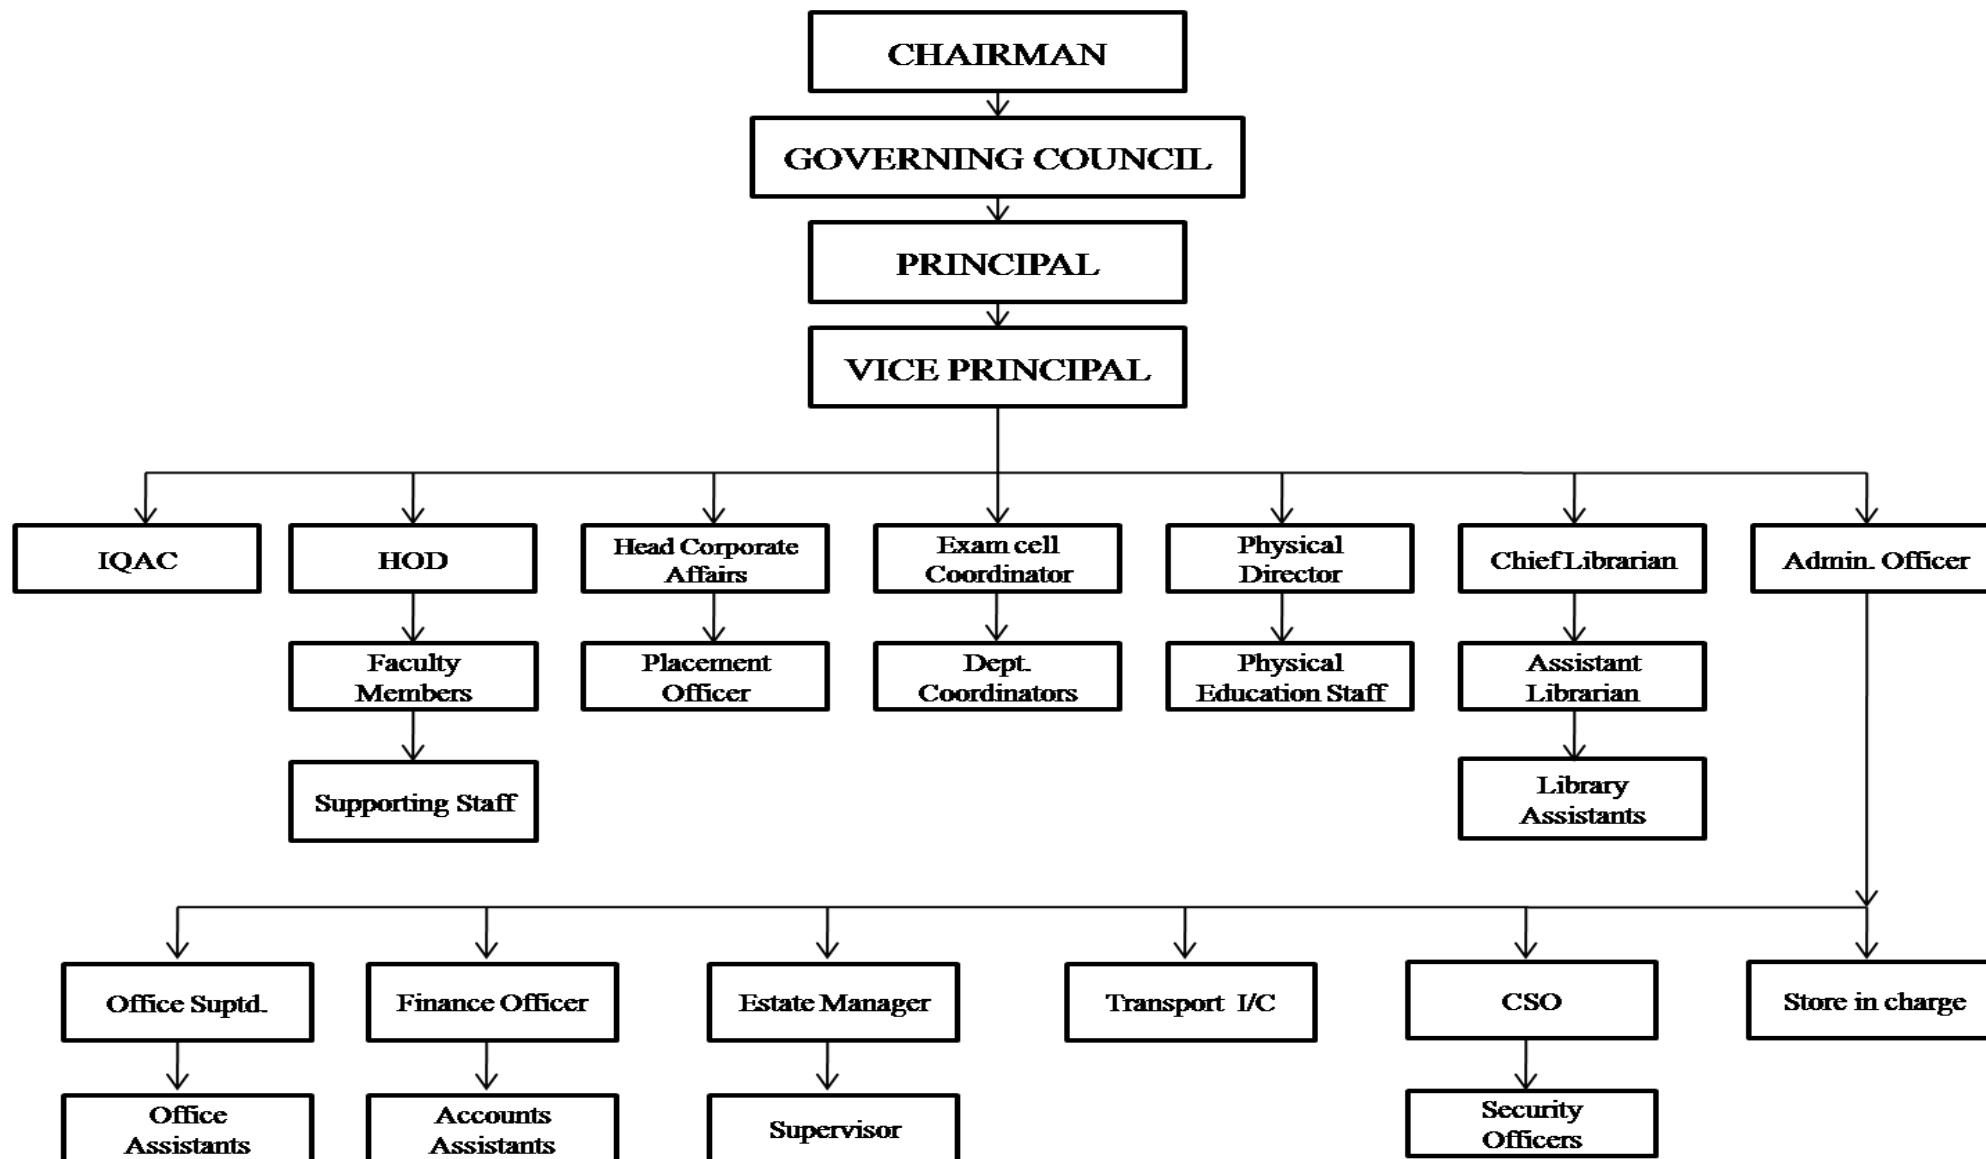 CHAIRMAN
GOVERNING COUNCIL
PRINCIPAL
VICE PRINCIPAL
IQAC
HOD
Head Corporate
Affairs
Exam cell
Coordinator
Physical
Director
Chief Librarian
Admin. Officer
Faculty
Members
Placement
Officer
Dept.
Coordinators
Physical
Education Staff
Assistant
Librarian
Supporting Staff
Library
Assistants
Office Suptd.
Finance Officer
Estate Manager
Transport I/C
CSO
Store in charge
Office
Assistants
Accounts
Assistants
Supervisor
Security
Officers